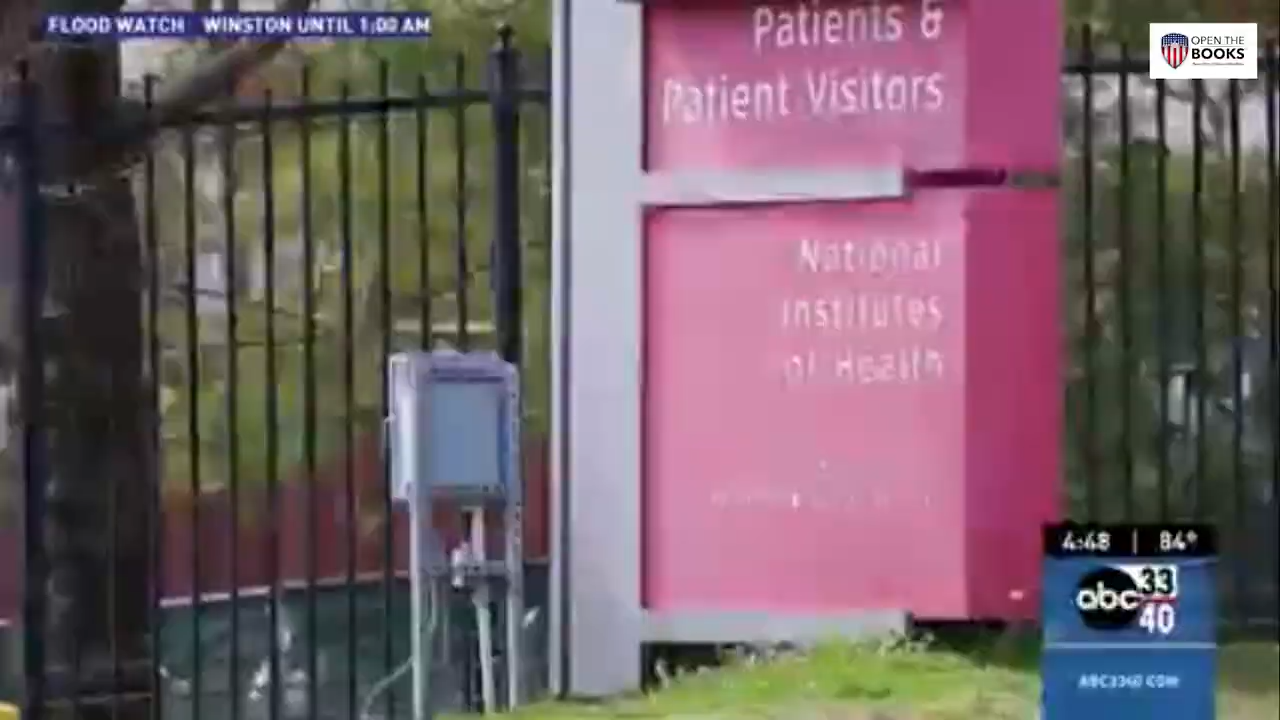 FLOOD WATCH WINSTON UNTIL 1:00 AM
OPEN THE
BOOKS
Patients &
Patient Visitors
National
Institutes
of Health
4:48 | 84°
abc 33
40
ABC3340.COM